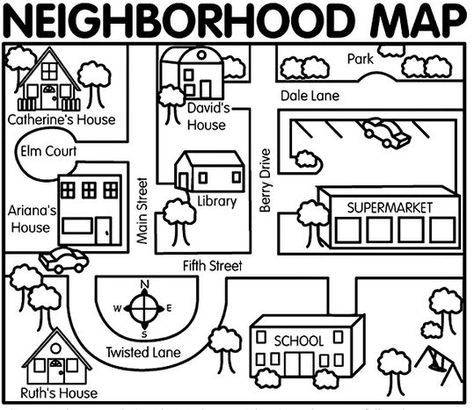 NEIGHBORHOOD MAP
Park
Dale Lane
Catherine's House
David's
House
Elm Court
Main Street
Berry Drive
Library
Ariana's
House
SUPERMARKET
Fifth Street
N
W
E
S
Twisted Lane
SCHOOL
Ruth's House